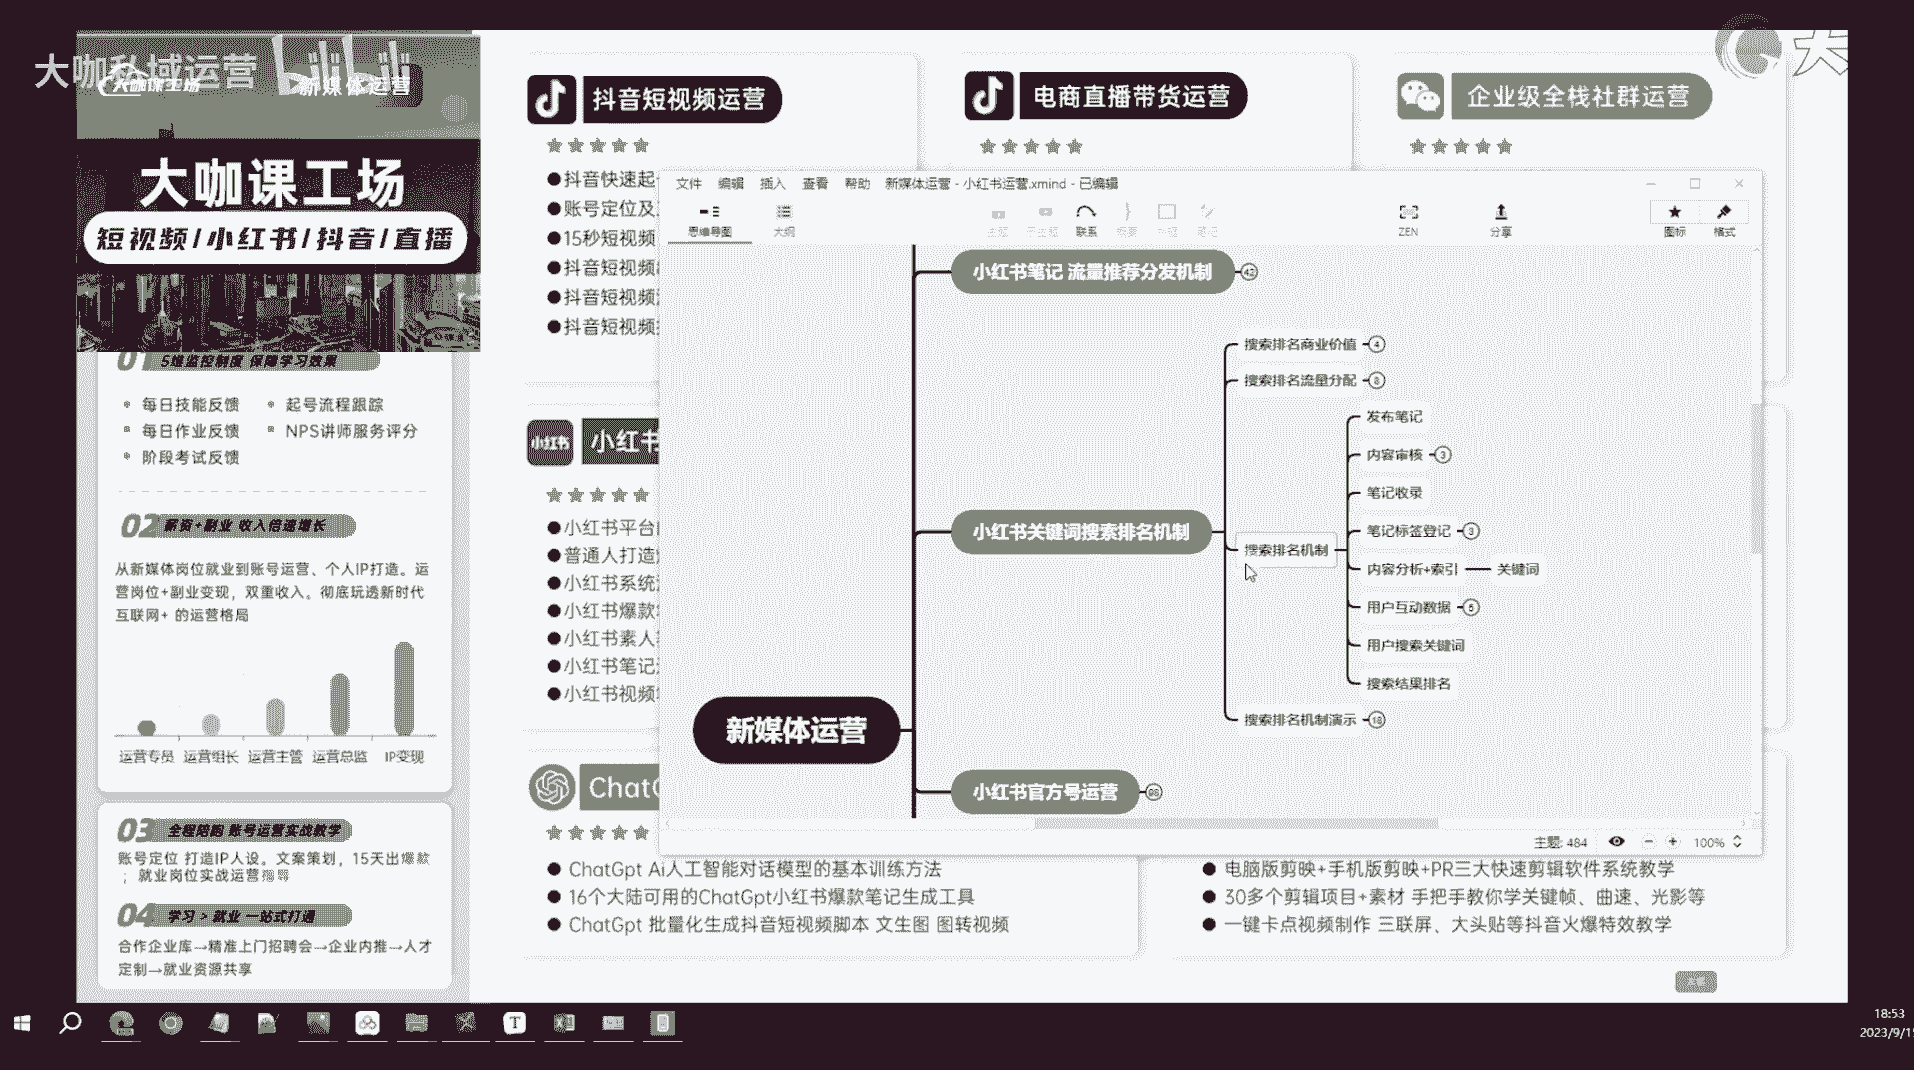 大咖私域运营
大咖课工场
新媒体运营
大咖课工场
短视频/小红书/抖音/直播
01 5维监控制度 保障学习效果
每日技能反馈
起号流程跟踪
每日作业反馈
NPS讲师服务评分
阶段考试反馈
02 薪资+副业 收入倍速增长
从新媒体岗位就业到账号运营、个人IP打造。运
营岗位+副业变现，双重收入。彻底玩透新时代
互联网+ 的运营格局
运营专员 运营组长 运营主管 运营总监 IP变现
03 全程陪跑 账号运营实战教学
账号定位 打造IP人设。文案策划，15天出爆款
；就业岗位实战运营指导
04 学习 > 就业 一站式打通
合作企业库→精准上门招聘会→企业内推→人才
定制→就业资源共享
抖音短视频运营
抖音快速起
账号定位及
15秒短视频
抖音短视频
抖音短视频
抖音短视频
电商直播带货运营
企业级全栈社群运营
大
小红书
小红书
小红书平台
普通人打造
小红书系统
小红书爆款
小红书素人
小红书笔记
小红书视频
ChatG
ChatGpt Ai人工智能对话模型的基本训练方法
16个大陆可用的ChatGpt小红书爆款笔记生成工具
ChatGpt 批量化生成抖音短视频脚本 文生图 图转视频
电脑版剪映+手机版剪映+PR三大快速剪辑软件系统教学
30多个剪辑项目+素材 手把手教你学关键帧、曲速、光影等
一键卡点视频制作 三联屏、大头贴等抖音火爆特效教学
文件 编辑 插入 查看 帮助 新媒体运营 - 小红书运营.xmind - 已编辑
思维导图 大纲 主题 子主题 联系 概要 外框 笔记 ZEN 分享 图标 格式
小红书笔记 流量推荐分发机制
小红书关键词搜索排名机制
新媒体运营
小红书官方号运营
搜索排名商业价值 4
搜索排名流量分配 8
搜索排名机制
发布笔记
内容审核 3
笔记收录
笔记标签登记 3
内容分析+索引 关键词
用户互动数据 5
用户搜索关键词
搜索结果排名
搜索排名机制演示 18
主题: 484
100%
18:53
2023/9/1